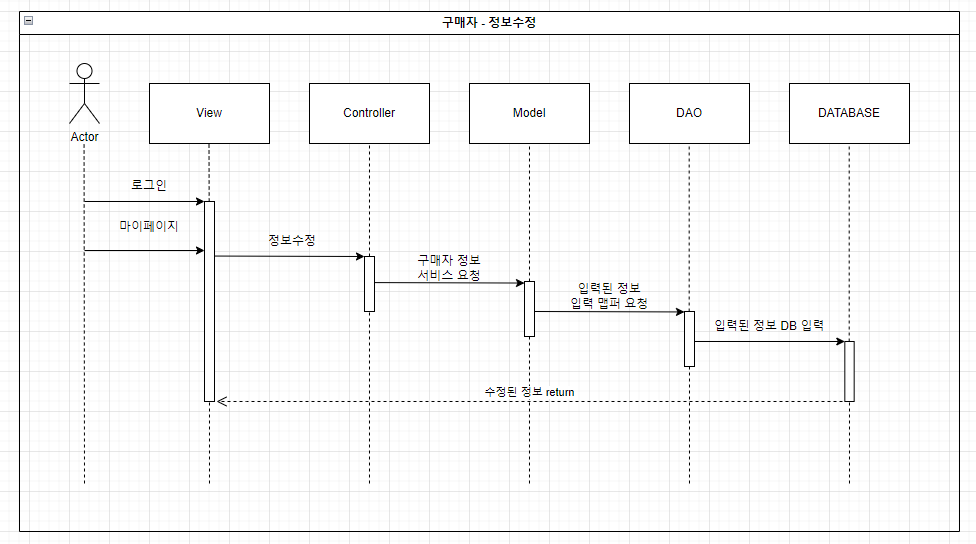 구매자 - 정보수정
Actor
View
Controller
Model
DAO
DATABASE
로그인
마이페이지
정보수정
구매자 정보
서비스 요청
입력된 정보
입력 맵퍼 요청
입력된 정보 DB 입력
수정된 정보 return